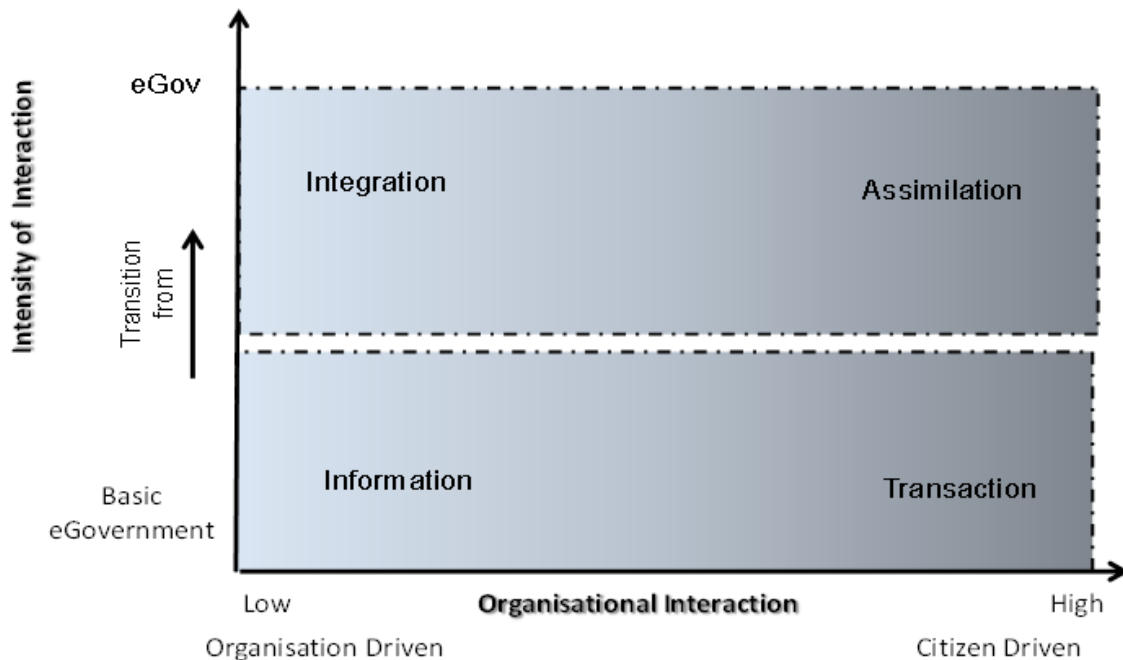 eGov
Intensity of Interaction
Integration
Assimilation
Transition
from
Information
Transaction
Basic
eGovernment
Low
Organisational Interaction
High
Organisation Driven
Citizen Driven